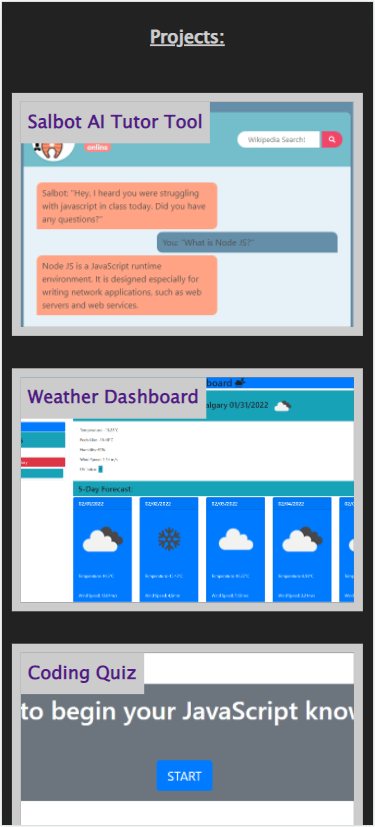 Projects:
Salbot AI Tutor Tool
online
Wikipedia Search!
Salbot: "Hey, I heard you were struggling
with javascript in class today. Did you have
any questions?"
You: "What is Node JS?"
Node JS is a JavaScript runtime
environment. It is designed especially for
writing network applications, such as web
servers and web services.
Weather Dashboard
board
algary 01/31/2022
5-Day Forecast:
02/01/2022 02/02/2022 02/03/2022 02/04/2022
Coding Quiz
to begin your JavaScript know
START